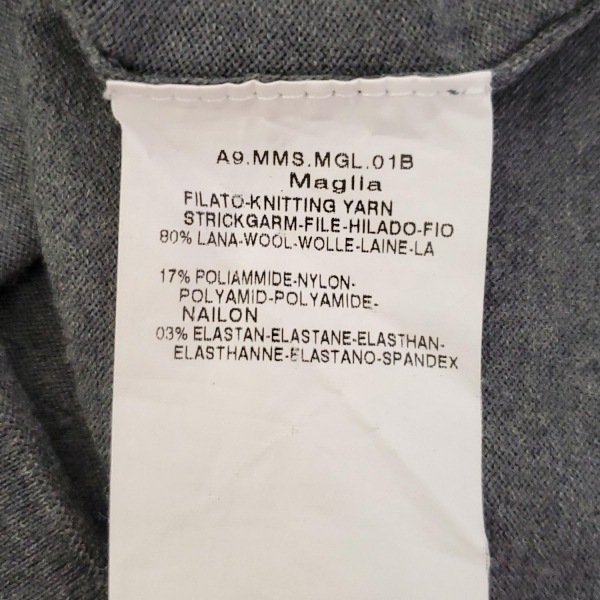 A9.MMS.MGL.01B
Maglia
FILATO-KNITTING YARN
STRICKGARM-FILE-HILADO-FIO
80% LANA-WOOL-WOLLE-LAINE-LA
17% POLIAMMIDE-NYLON-
POLYAMID-POLYAMIDE-
NAILON
03% ELASTAN-ELASTANE-ELASTHAN-
ELASTHANNE-ELASTANO-SPANDEX